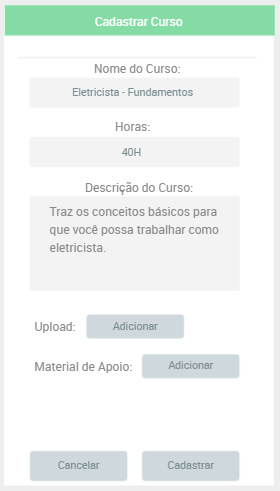 Cadastrar Curso
Nome do Curso:
Eletricista - Fundamentos
Horas:
40H
Descrição do Curso:
Traz os conceitos básicos para
que você possa trabalhar como
eletricista.
Upload: Adicionar
Material de Apoio: Adicionar
Cancelar Cadastrar